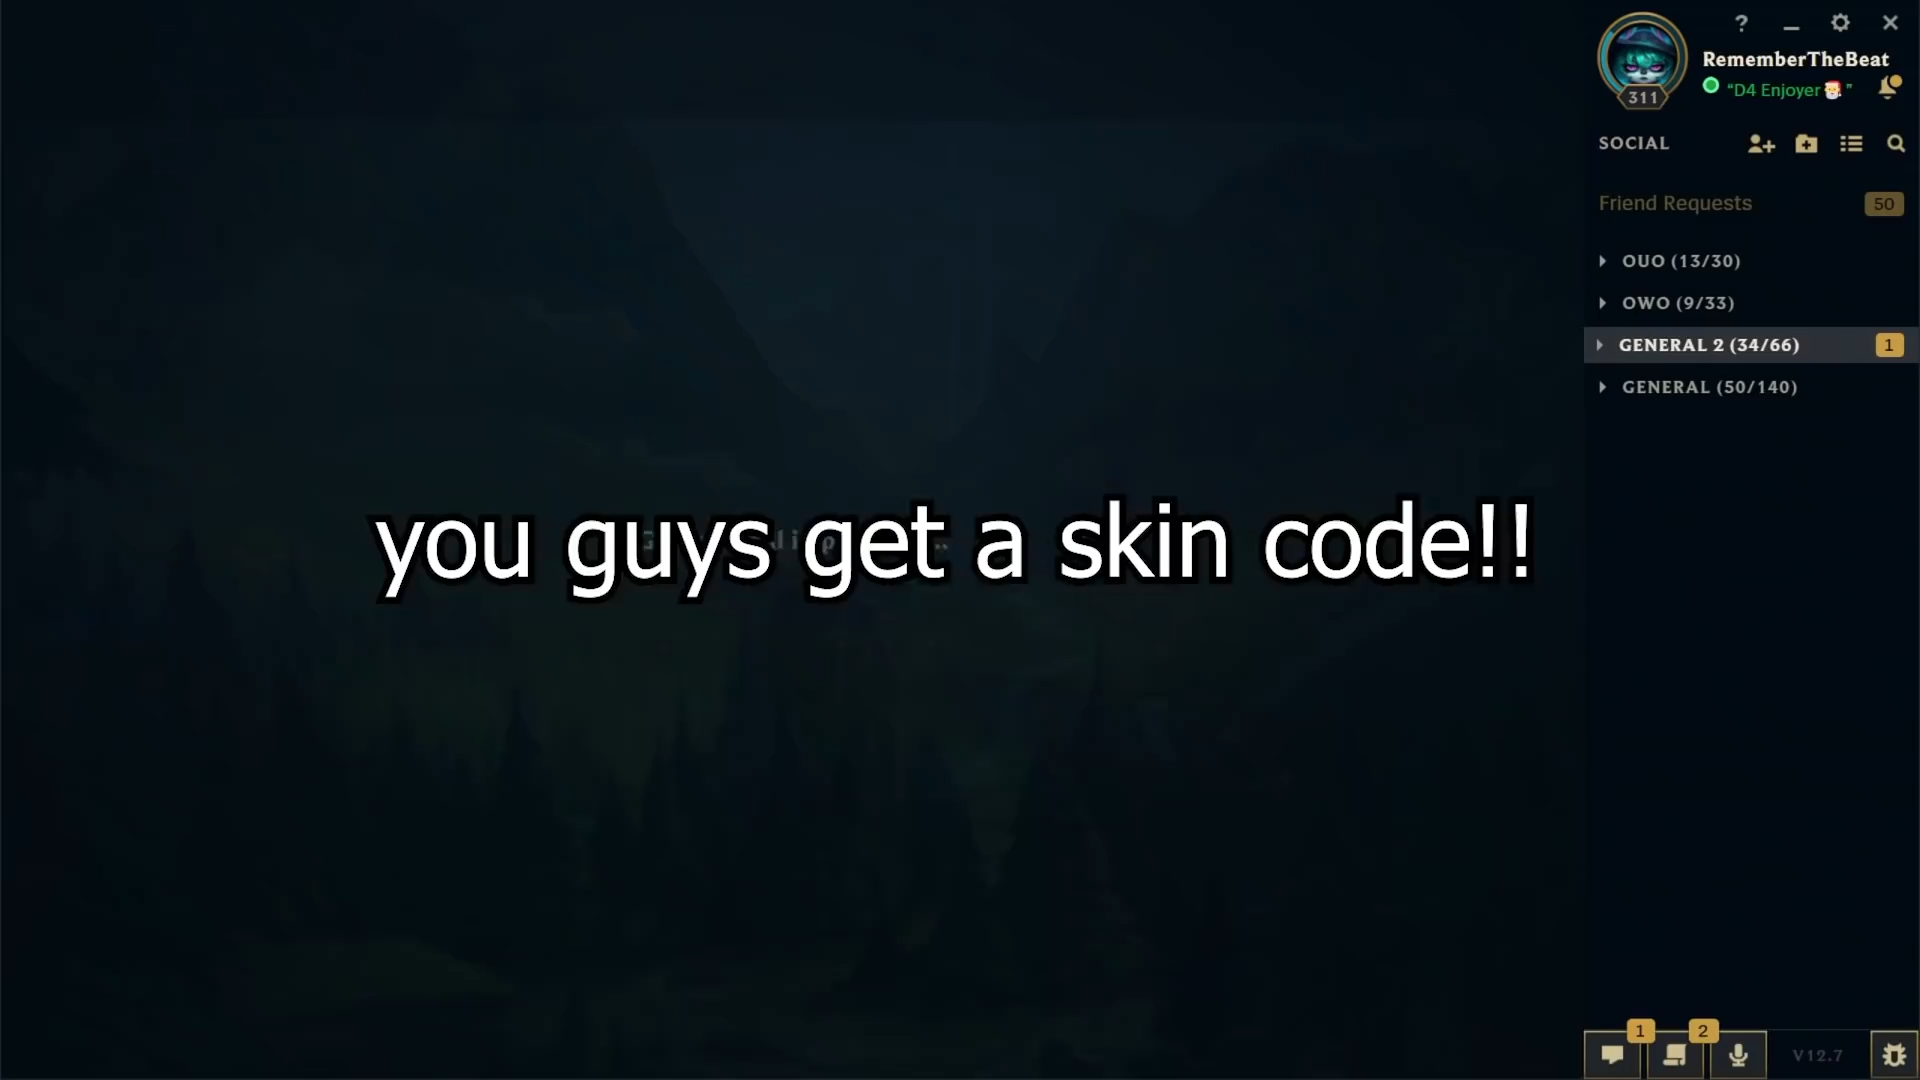 RememberTheBeat
311
“D4 Enjoyer🎅”
SOCIAL
Friend Requests 50
OUO (13/30)
OWO (9/33)
GENERAL 2 (34/66) 1
GENERAL (50/140)
you guys get a skin code!!
1 2
V12.7